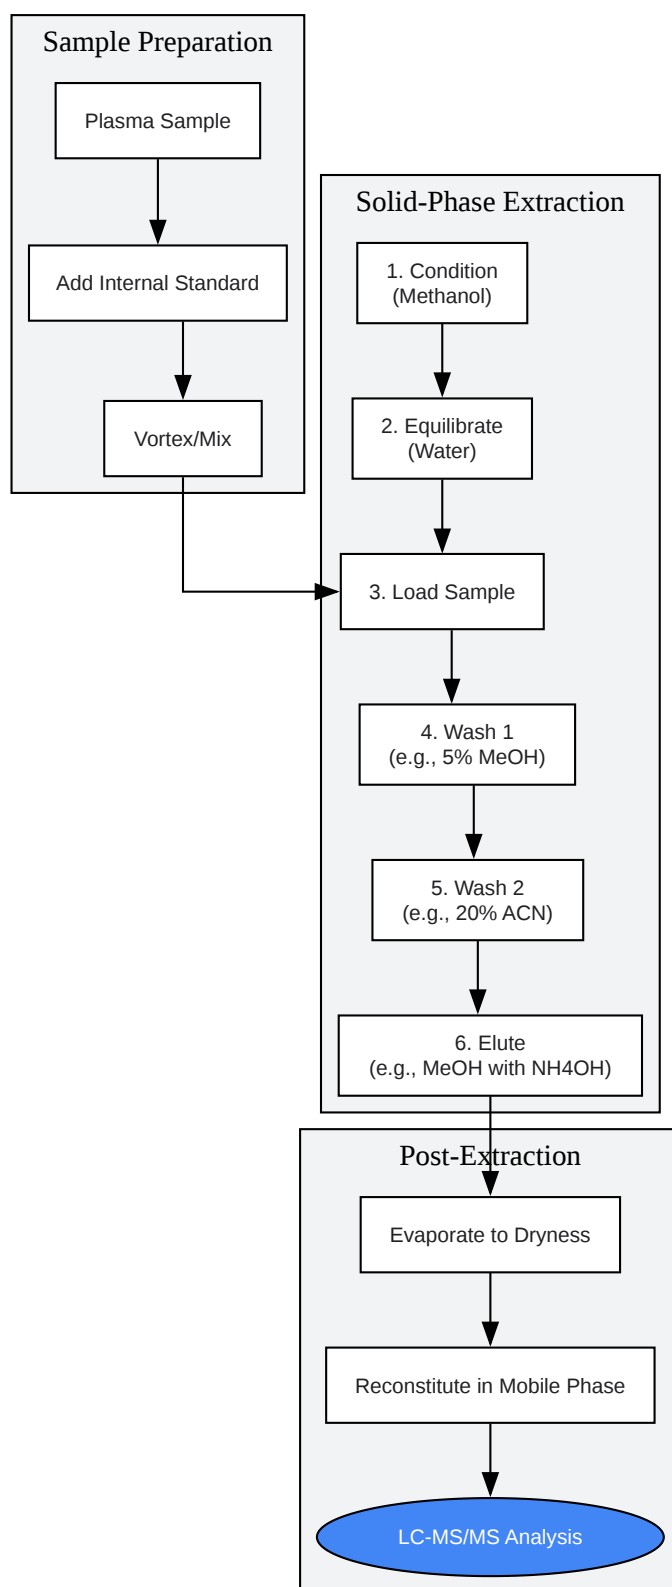 Sample Preparation
Plasma Sample
Add Internal Standard
Vortex/Mix
Solid-Phase Extraction
1. Condition
(Methanol)
2. Equilibrate
(Water)
3. Load Sample
4. Wash 1
(e.g., 5% MeOH)
5. Wash 2
(e.g., 20% ACN)
6. Elute
(e.g., MeOH with NH4OH)
Post-Extraction
Evaporate to Dryness
Reconstitute in Mobile Phase
LC-MS/MS Analysis